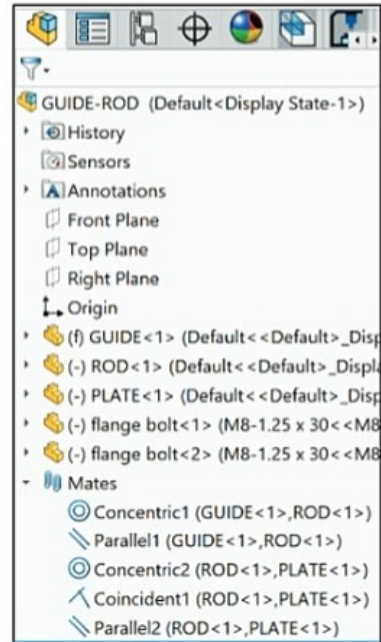 GUIDE-ROD (Default<Display State-1>)
History
Sensors
Annotations
Front Plane
Top Plane
Right Plane
Origin
(f) GUIDE<1> (Default<<Default>_Disp
(-) ROD<1> (Default<<Default>_Displa
(-) PLATE<1> (Default<<Default>_Disp
(-) flange bolt<1> (M8-1.25 x 30<<M8
(-) flange bolt<2> (M8-1.25 x 30<<M8
Mates
Concentric1 (GUIDE<1>,ROD<1>)
Parallel1 (GUIDE<1>,ROD<1>)
Concentric2 (ROD<1>,PLATE<1>)
Coincident1 (ROD<1>,PLATE<1>)
Parallel2 (ROD<1>,PLATE<1>)